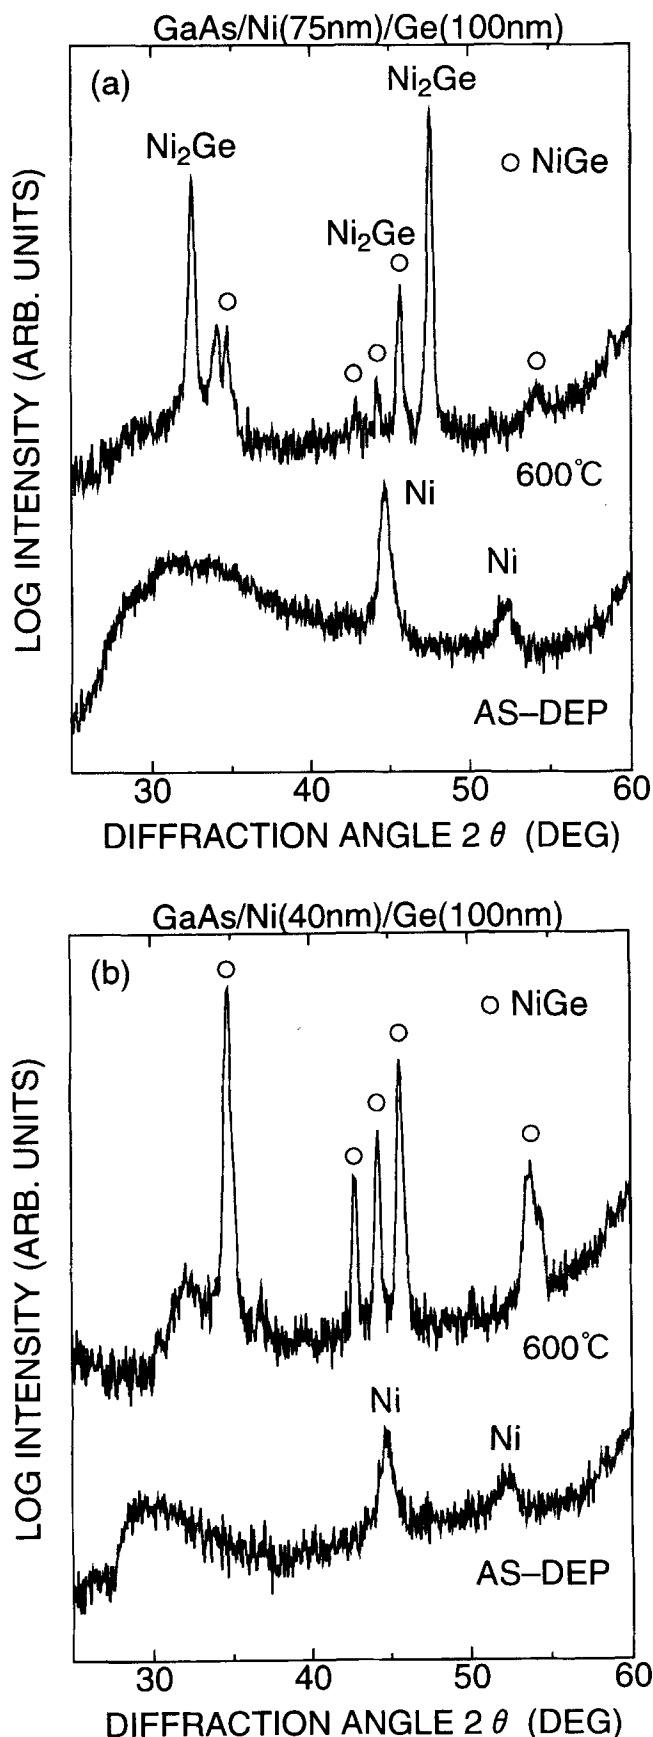 GaAs/Ni(75nm)/Ge(100nm)
(a)
Ni₂Ge
Ni₂Ge
○ NiGe
Ni₂Ge
600℃
Ni
Ni
AS–DEP
LOG INTENSITY (ARB. UNITS)
30 40 50 60
DIFFRACTION ANGLE 2 θ (DEG)
GaAs/Ni(40nm)/Ge(100nm)
(b)
○ NiGe
600℃
Ni
Ni
AS–DEP
LOG INTENSITY (ARB. UNITS)
30 40 50 60
DIFFRACTION ANGLE 2 θ (DEG)